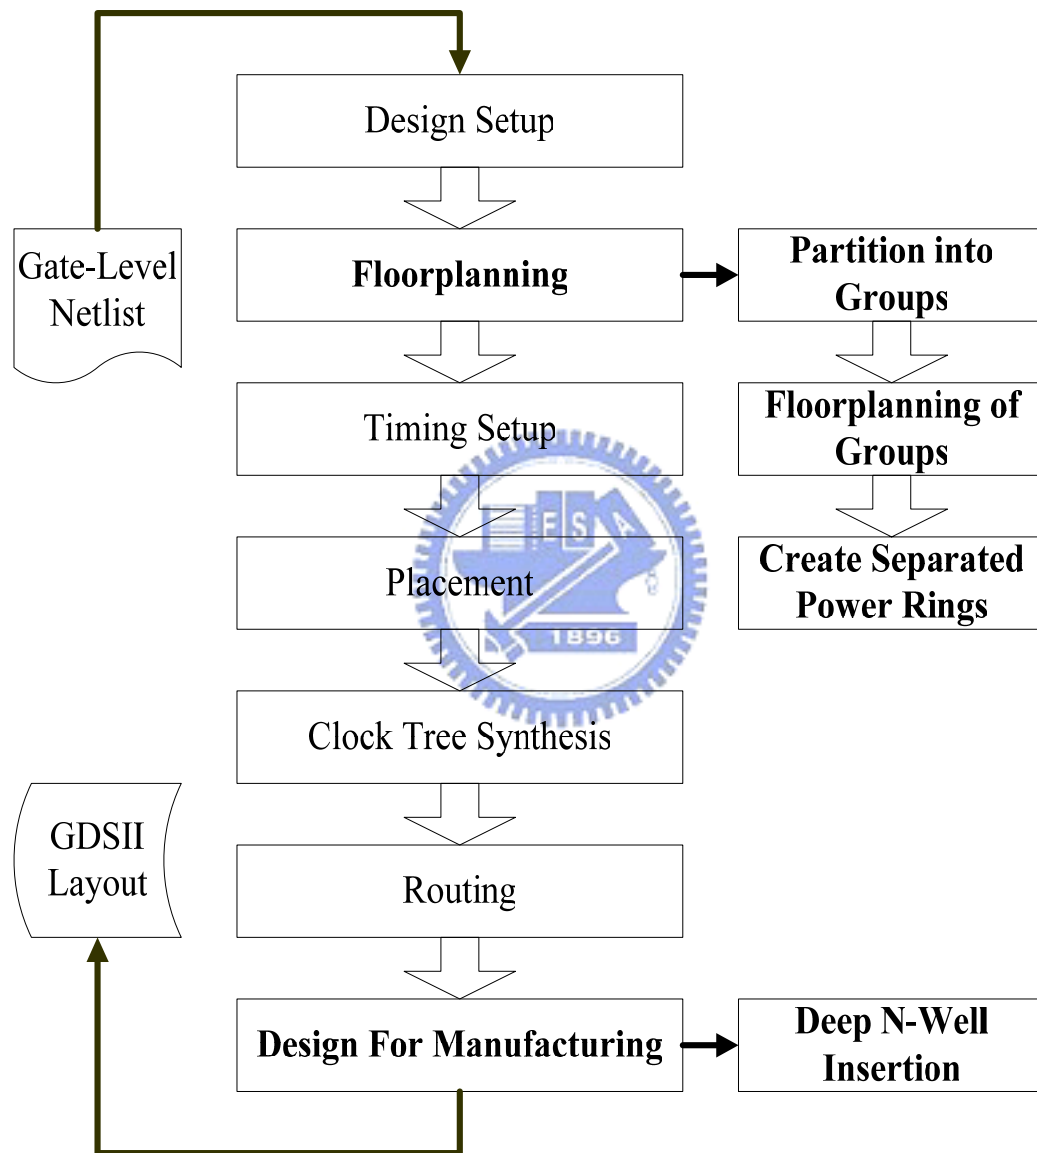 Design Setup
Gate-Level
Netlist
Floorplanning
Partition into
Groups
Timing Setup
Floorplanning of
Groups
E S A
Placement
Create Separated
Power Rings
1896
Clock Tree Synthesis
GDSII
Layout
Routing
Design For Manufacturing
Deep N-Well
Insertion